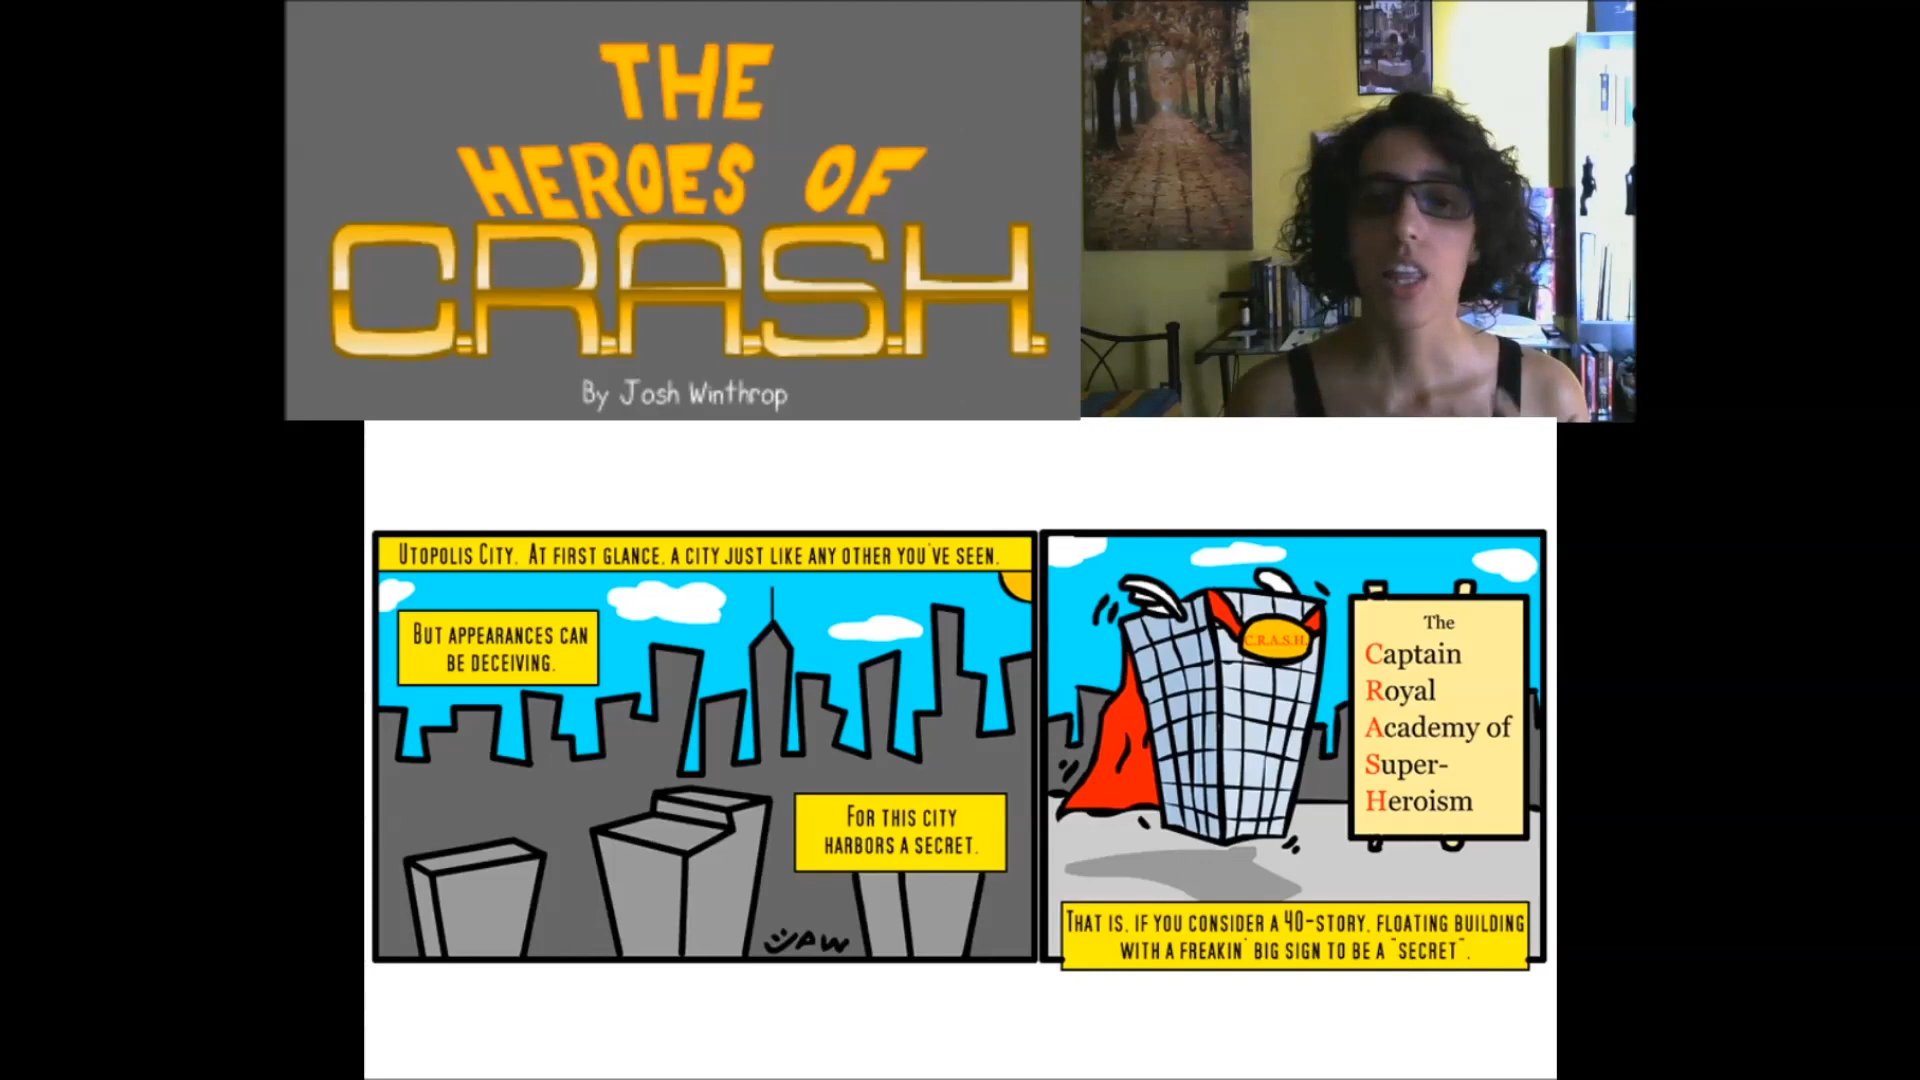 THE
HEROES OF
C.R.A.S.H.
By Josh Winthrop
UTOPOLIS CITY. AT FIRST GLANCE, A CITY JUST LIKE ANY OTHER YOU'VE SEEN.
BUT APPEARANCES CAN
BE DECEIVING.
FOR THIS CITY
HARBORS A SECRET.
JAW
C.R.A.S.H.
The
Captain
Royal
Academy of
Super-
Heroism
THAT IS, IF YOU CONSIDER A 40-STORY, FLOATING BUILDING
WITH A FREAKIN' BIG SIGN TO BE A "SECRET".